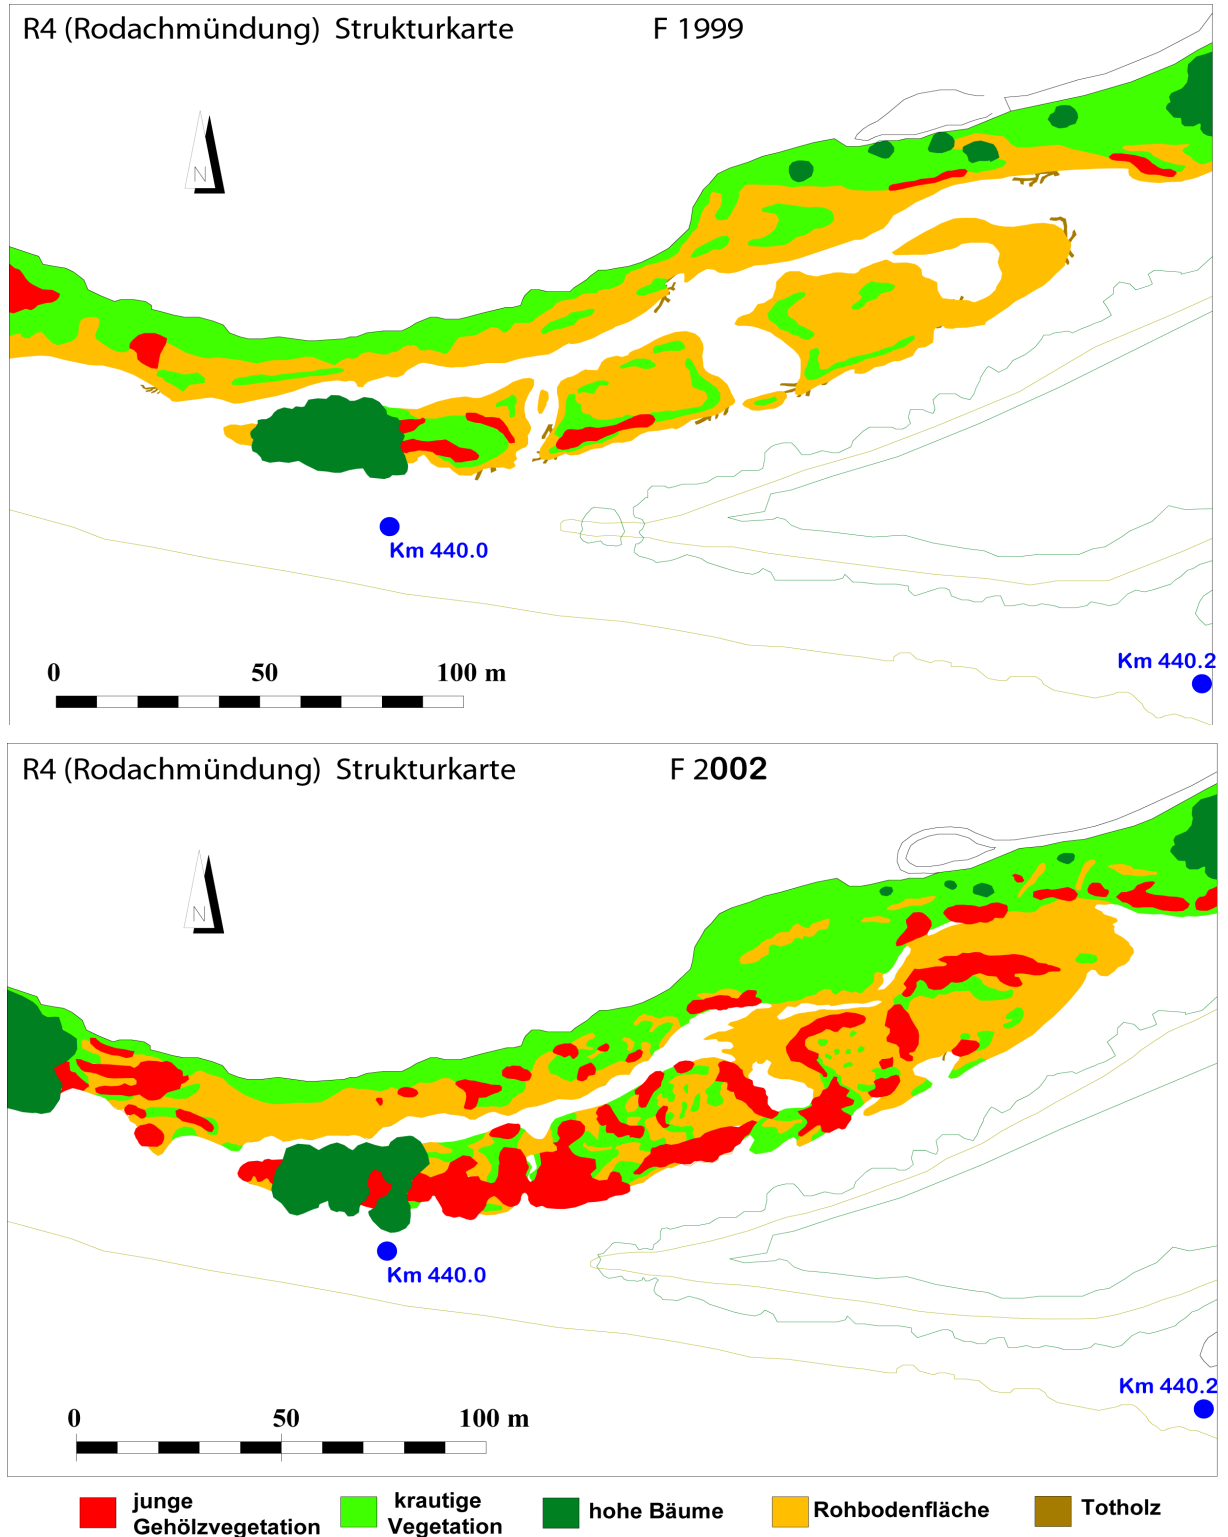 R4 (Rodachmündung) Strukturkarte F 1999
N
Km 440.0
Km 440.2
0 50 100 m
R4 (Rodachmündung) Strukturkarte F 2002
N
Km 440.0
Km 440.2
0 50 100 m
junge Gehölzvegetation
krautige Vegetation
hohe Bäume
Rohbodenfläche
Totholz